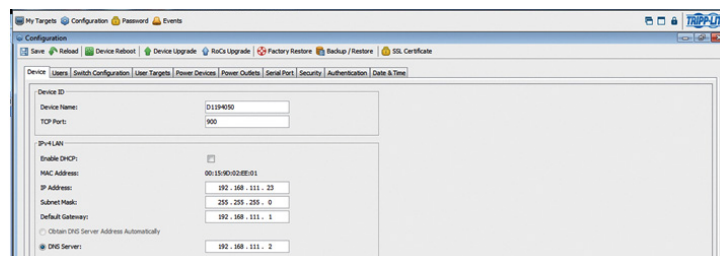 My Targets Configuration Password Events
TRIPP-LITE
Configuration
Save Reload Device Reboot Device Upgrade RoCs Upgrade Factory Restore Backup / Restore SSL Certificate
Device Users Switch Configuration User Targets Power Devices Power Outlets Serial Port Security Authentication Date & Time
Device ID
Device Name: D1194050
TCP Port: 900
IPv4 LAN
Enable DHCP:
MAC Address: 00:15:9D:02:EE:01
IP Address: 192 . 168 . 111 . 23
Subnet Mask: 255 . 255 . 255 . 0
Default Gateway: 192 . 168 . 111 . 1
Obtain DNS Server Address Automatically
DNS Server: 192 . 168 . 111 . 2